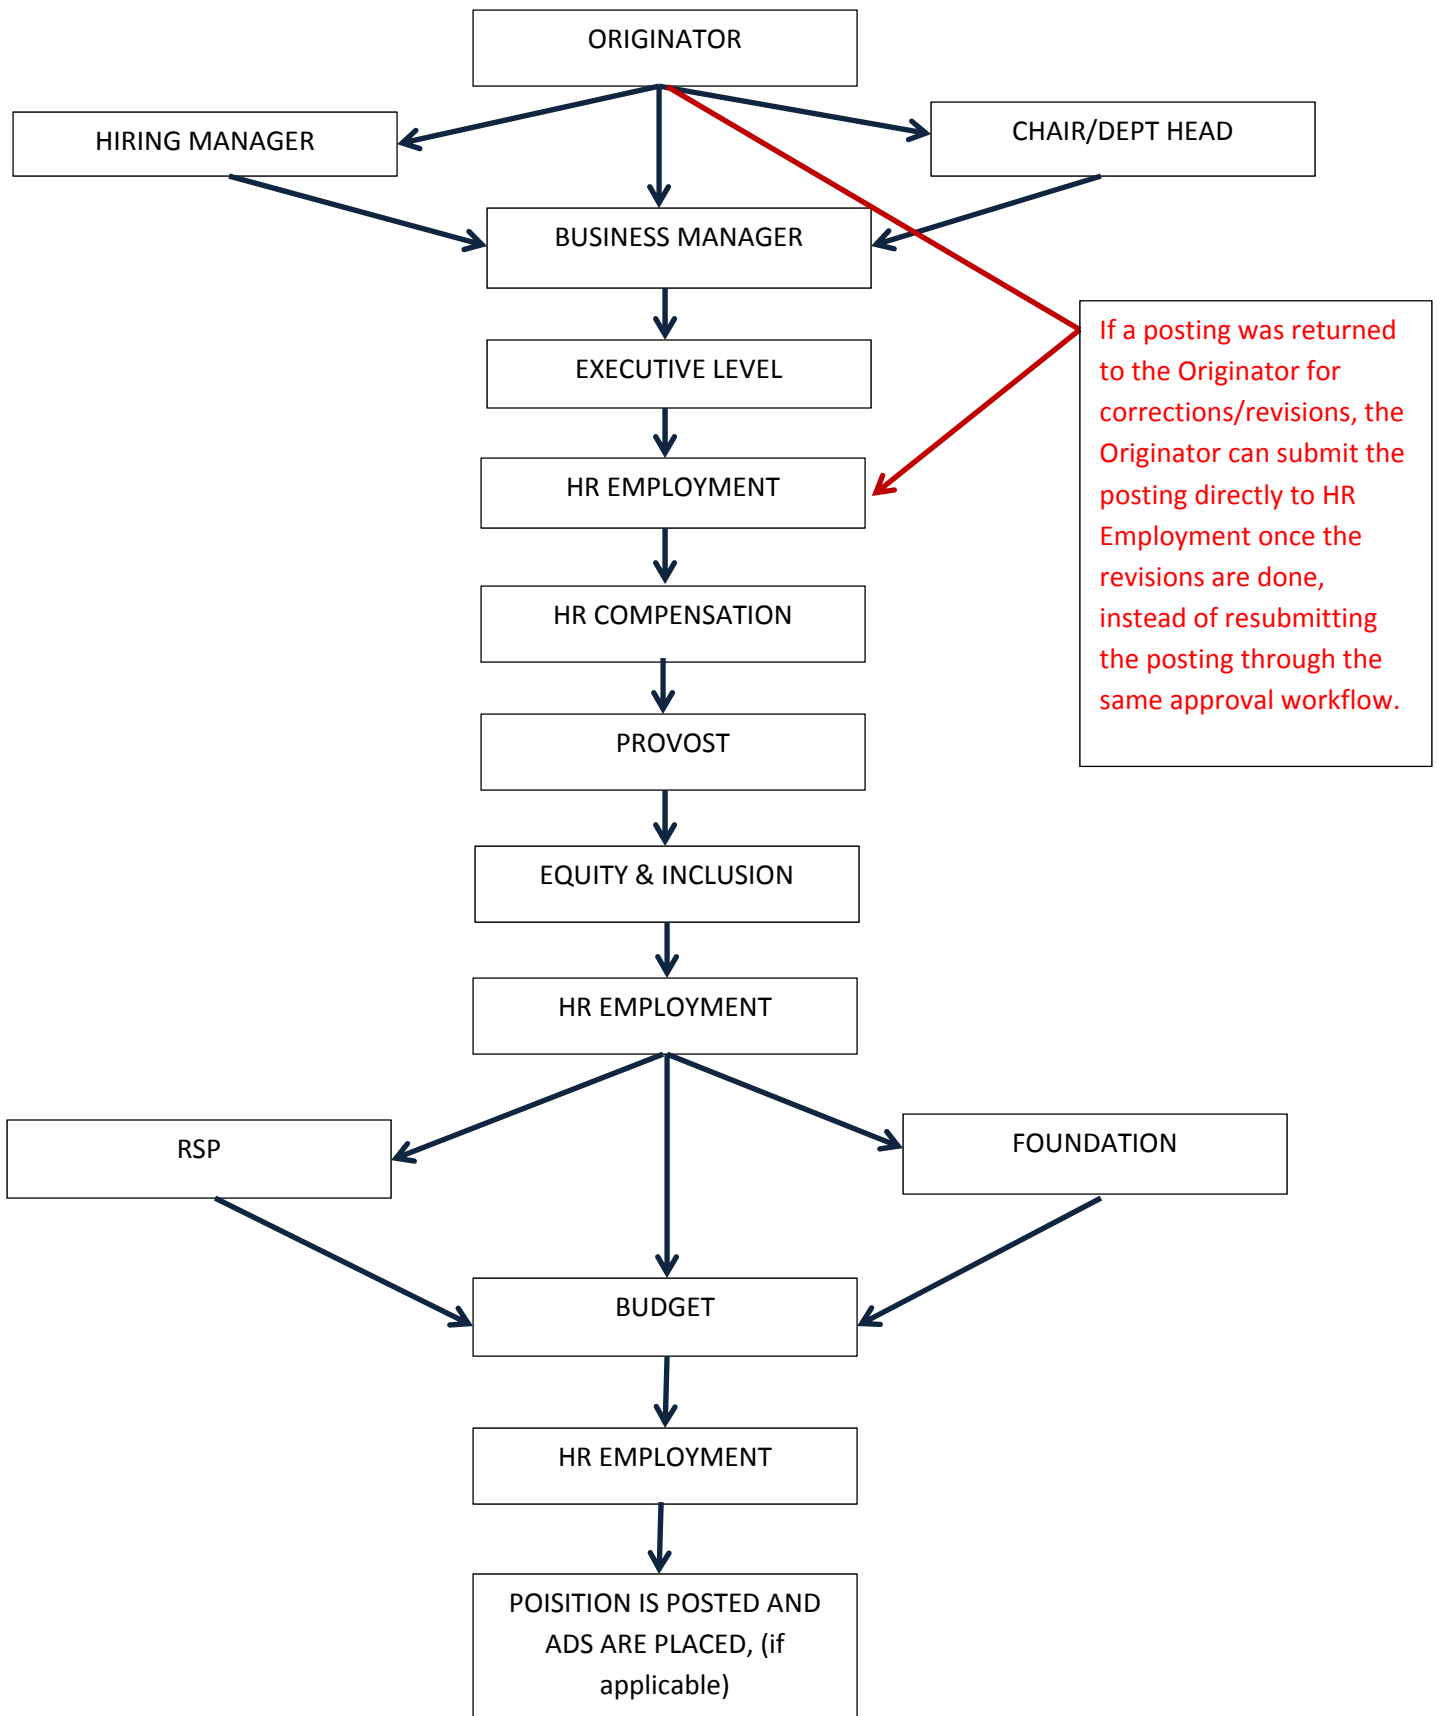 ORIGINATOR
HIRING MANAGER
CHAIR/DEPT HEAD
BUSINESS MANAGER
EXECUTIVE LEVEL
HR EMPLOYMENT
If a posting was returned
to the Originator for
corrections/revisions, the
Originator can submit the
posting directly to HR
Employment once the
revisions are done,
instead of resubmitting
the posting through the
same approval workflow.
HR COMPENSATION
PROVOST
EQUITY & INCLUSION
HR EMPLOYMENT
RSP
FOUNDATION
BUDGET
HR EMPLOYMENT
POISITION IS POSTED AND
ADS ARE PLACED, (if
applicable)